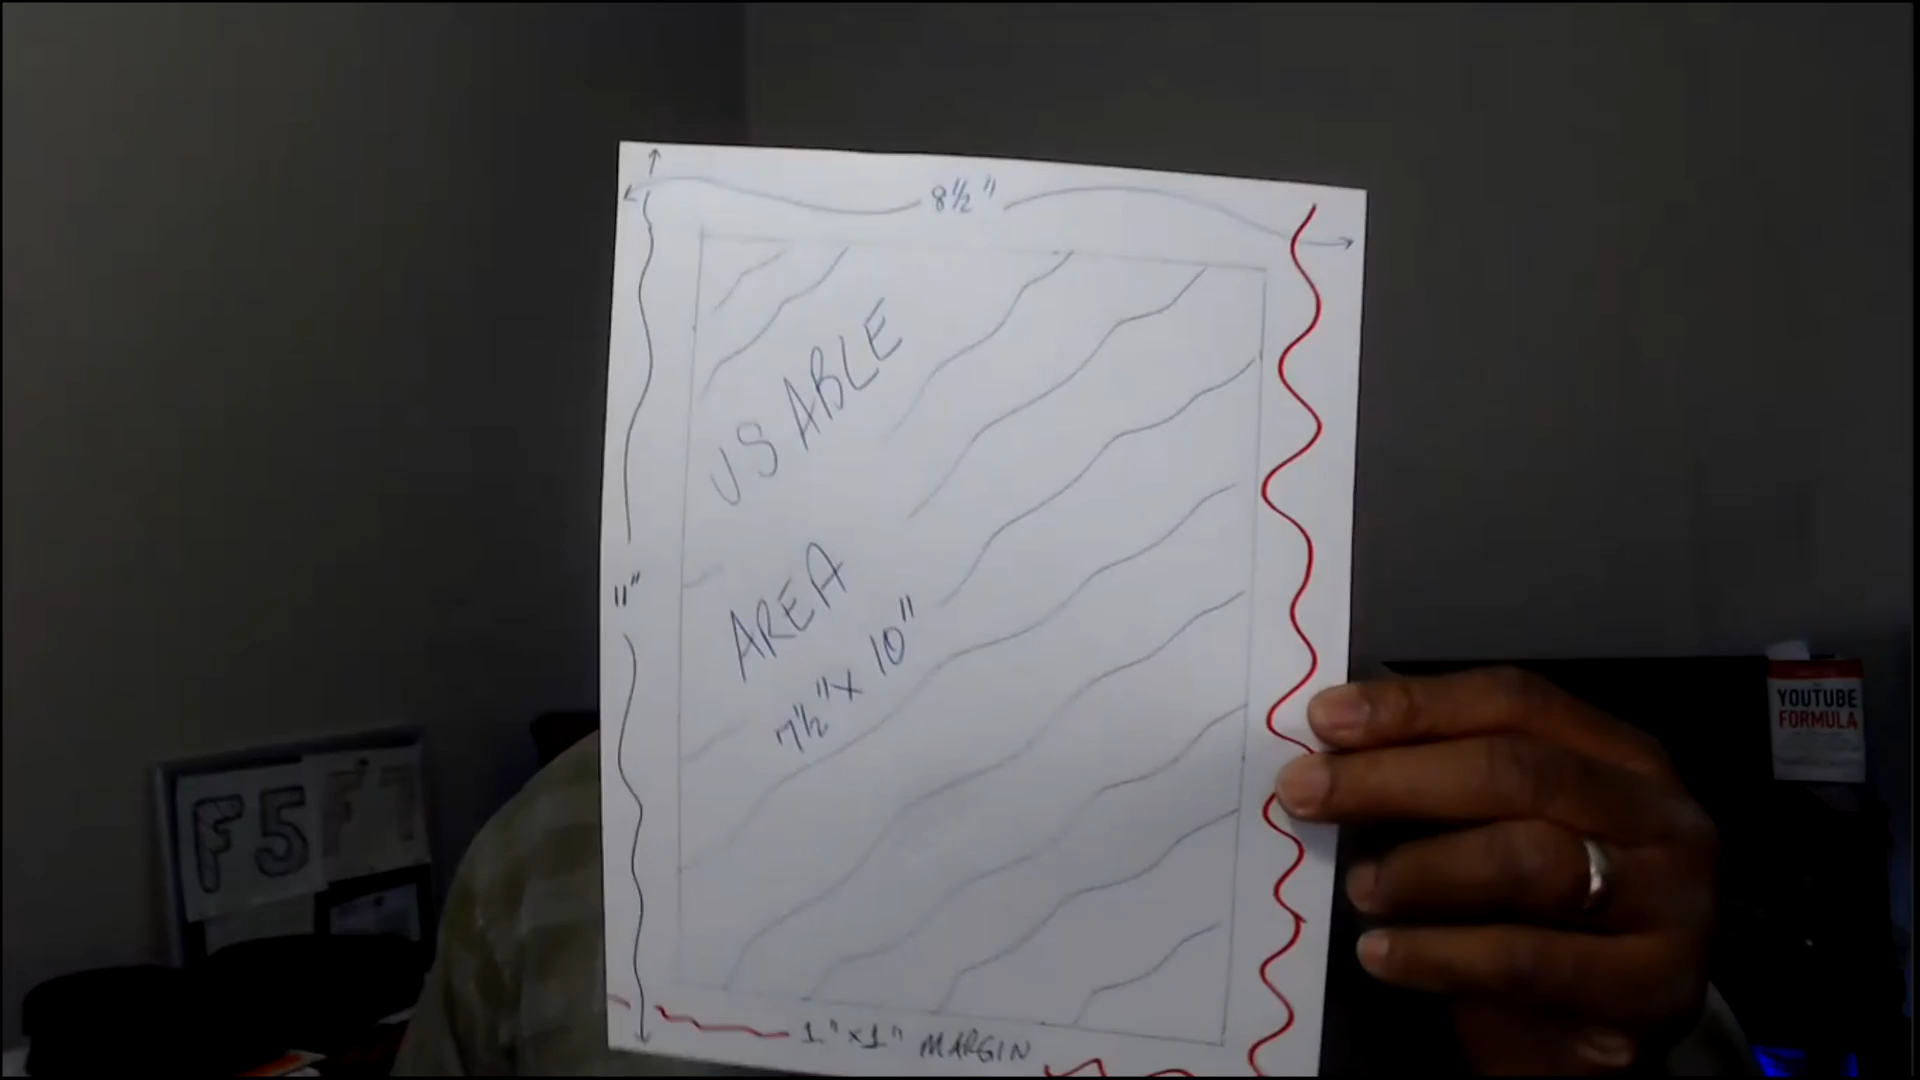 8½"
USABLE
11"
AREA
7½" x 10"
1" x 1" MARGIN
F5
YOUTUBE
FORMULA